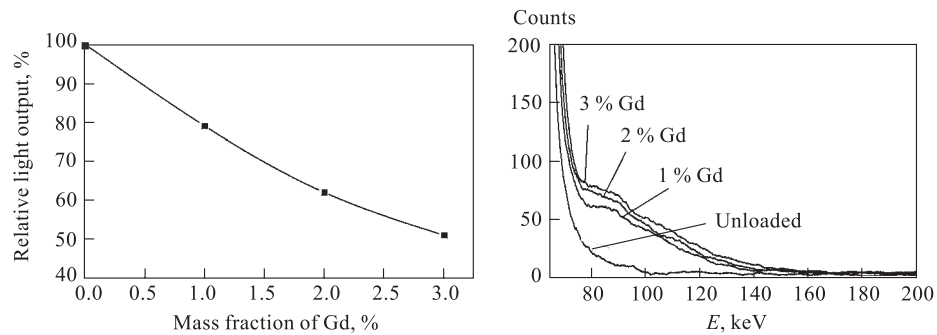 Relative light output, %
100
90
80
70
60
50
40
0.0 0.5 1.0 1.5 2.0 2.5 3.0
Mass fraction of Gd, %
Counts
200
150
100
50
0
3 % Gd
2 % Gd
1 % Gd
Unloaded
80 100 120 140 160 180 200
E, keV